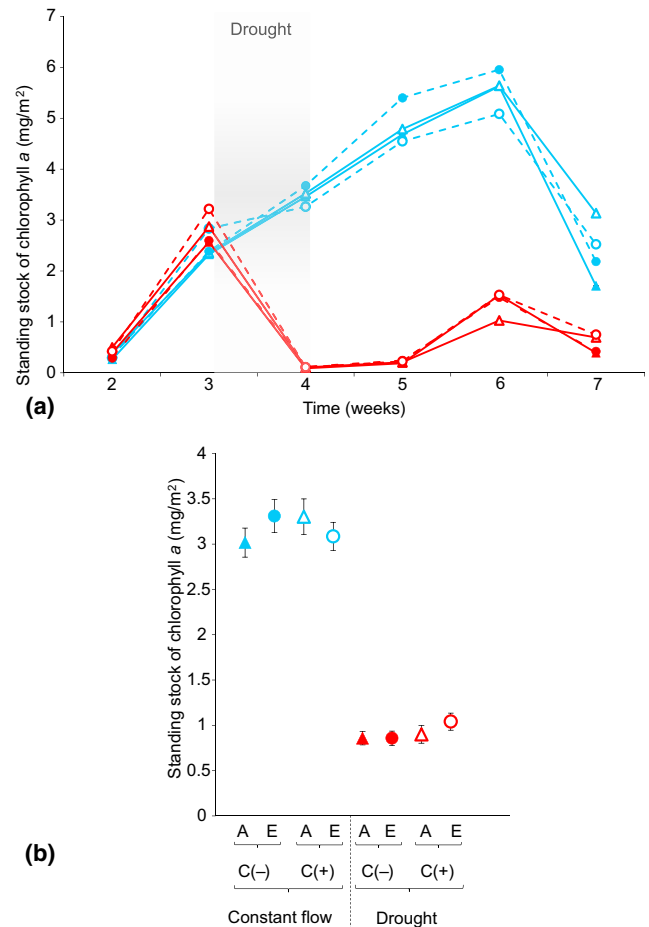 7
6
5
4
3
2
1
0
Standing stock of chlorophyll a (mg/m²)
Drought
2 3 4 5 6 7
Time (weeks)
(a)
4
3.5
3
2.5
2
1.5
1
0.5
0
Standing stock of chlorophyll a (mg/m²)
A E A E A E A E
C(–) C(+) C(–) C(+)
Constant flow Drought
(b)